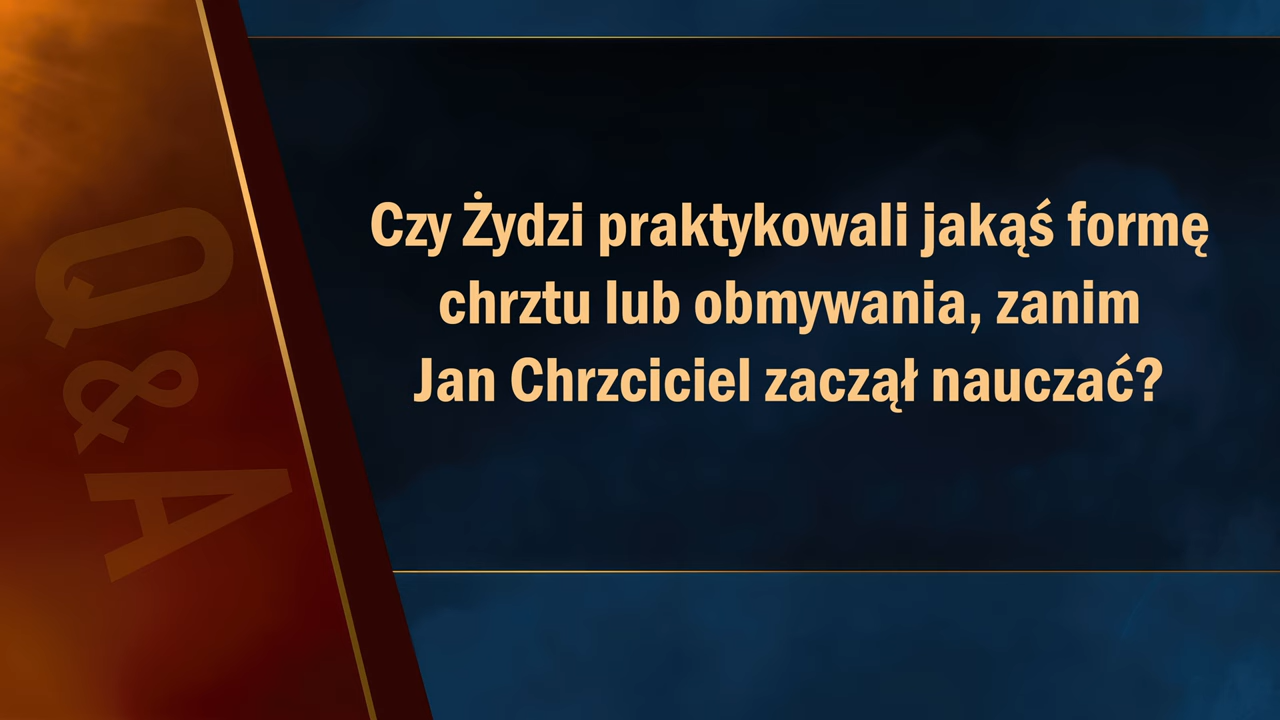 Q&A
Czy Żydzi praktykowali jakąś formę
chrztu lub obmywania, zanim
Jan Chrzciciel zaczął nauczać?